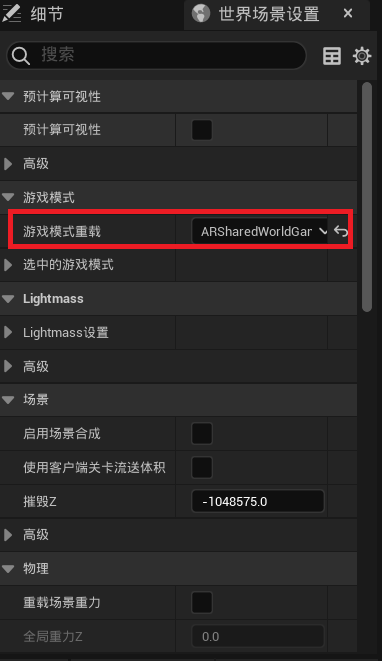 细节
世界场景设置
搜索
预计算可视性
预计算可视性
高级
游戏模式
游戏模式重载 ARSharedWorldGar
选中的游戏模式
Lightmass
Lightmass设置
高级
场景
启用场景合成
使用客户端关卡流送体积
摧毁Z -1048575.0
高级
物理
重载场景重力
全局重力Z 0.0